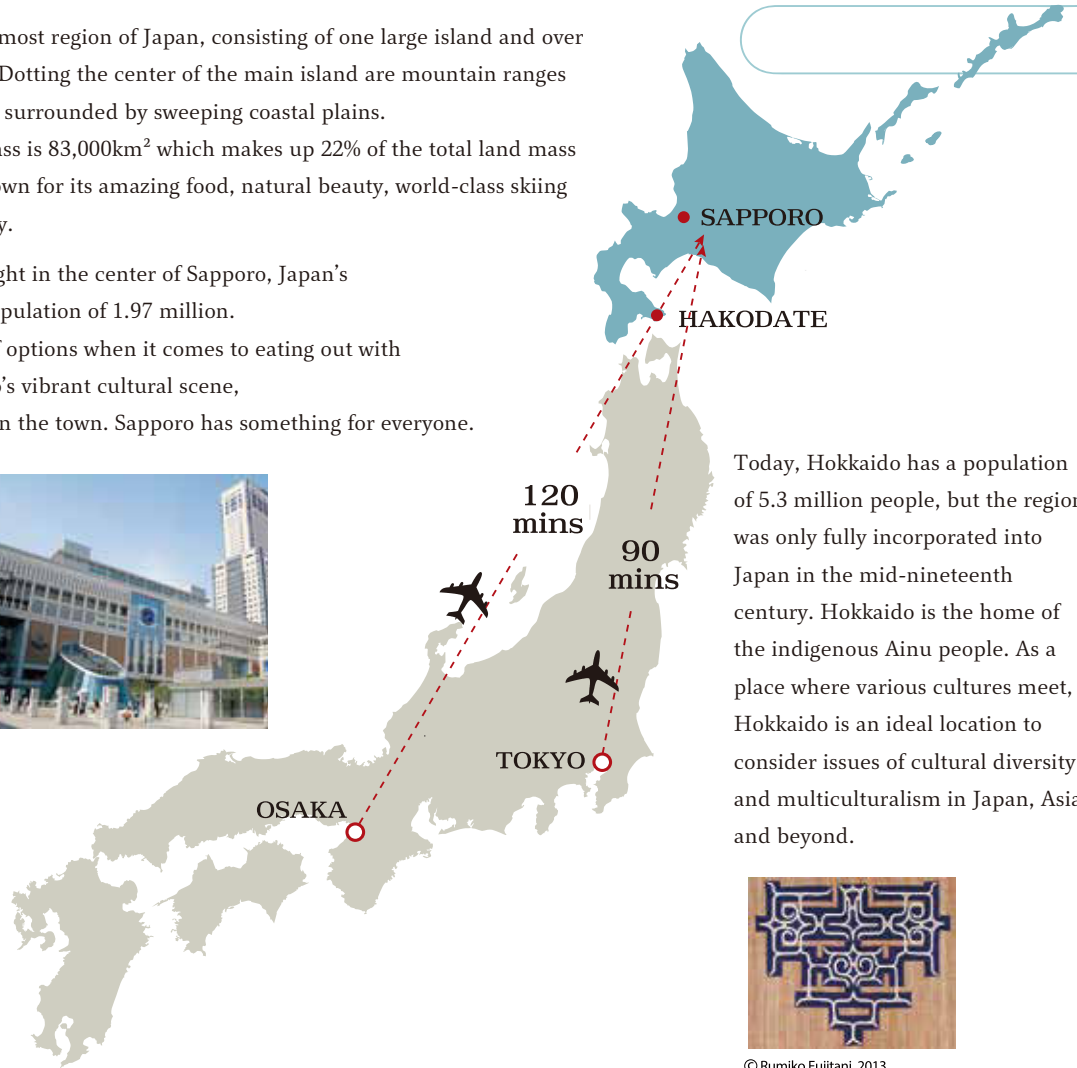 most region of Japan, consisting of one large island and over
Dotting the center of the main island are mountain ranges
surrounded by sweeping coastal plains.
ss is 83,000km² which makes up 22% of the total land mass
own for its amazing food, natural beauty, world-class skiing
y.
ght in the center of Sapporo, Japan's
pulation of 1.97 million.
f options when it comes to eating out with
o's vibrant cultural scene,
n the town. Sapporo has something for everyone.
SAPPORO
HAKODATE
120
mins
90
mins
TOKYO
OSAKA
Today, Hokkaido has a population
of 5.3 million people, but the region
was only fully incorporated into
Japan in the mid-nineteenth
century. Hokkaido is the home of
the indigenous Ainu people. As a
place where various cultures meet,
Hokkaido is an ideal location to
consider issues of cultural diversity
and multiculturalism in Japan, Asia
and beyond.
© Rumiko Fujitani, 2013